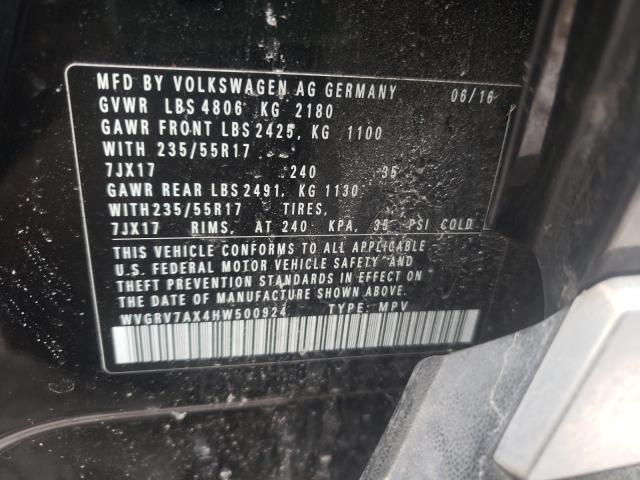 MFD BY VOLKSWAGEN AG GERMANY 06/16
GVWR LBS 4806 KG 2180
GAWR FRONT LBS 2425, KG 1100
WITH 235/55R17
7JX17 240 35
GAWR REAR LBS 2491, KG 1130
WITH235/55R17 TIRES,
7JX17 RIMS, AT 240 KPA, 35 PSI COLD
THIS VEHICLE CONFORMS TO ALL APPLICABLE
U.S. FEDERAL MOTOR VEHICLE SAFETY AND
THEFT PREVENTION STANDARDS IN EFFECT ON
THE DATE OF MANUFACTURE SHOWN ABOVE.
WVGRV7AX4HW500924 TYPE: MPV